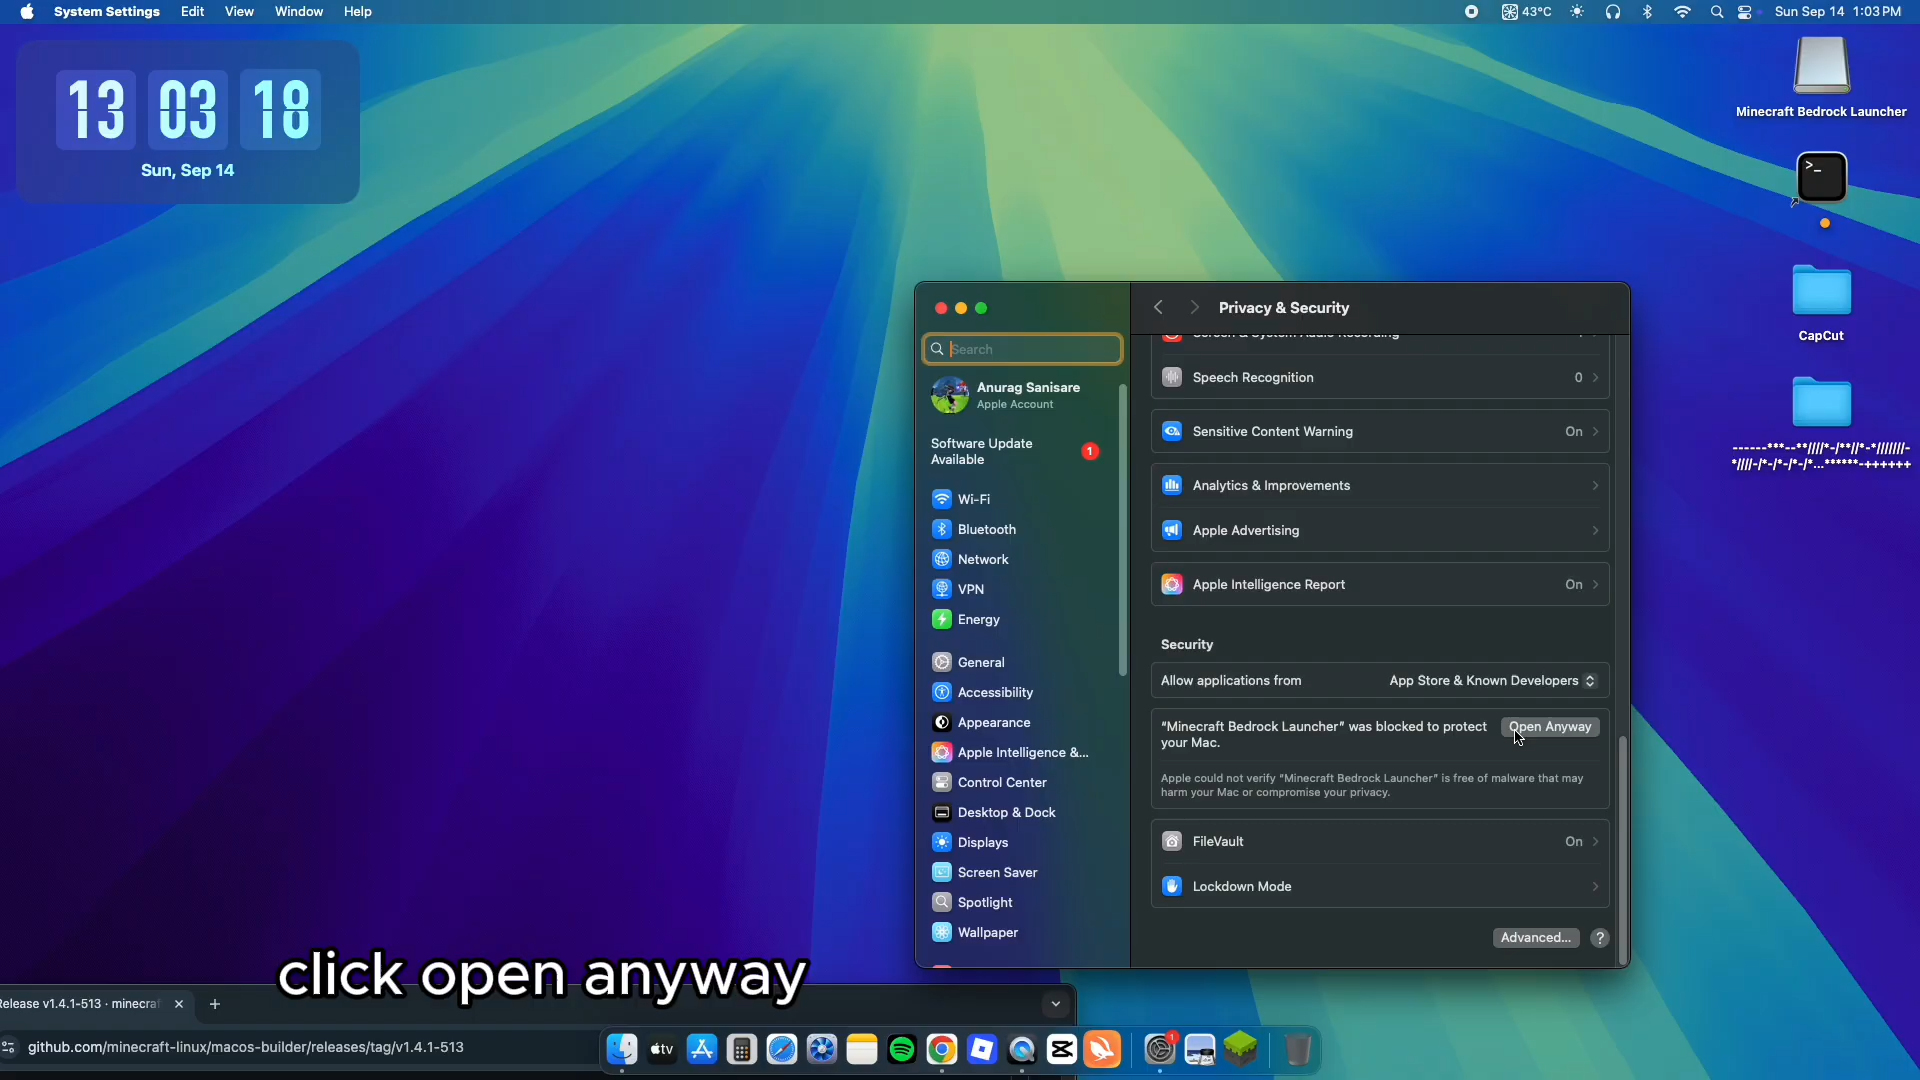 System Settings Edit View Window Help
43°C Sun Sep 14 1:03 PM
13 03 18
Sun, Sep 14
Minecraft Bedrock Launcher
>_
CapCut
Privacy & Security
Search
Anurag Sanisare
Apple Account
Software Update
Available
1
Wi-Fi
Bluetooth
Network
VPN
Energy
General
Accessibility
Appearance
Apple Intelligence &...
Control Center
Desktop & Dock
Displays
Screen Saver
Spotlight
Wallpaper
Screen & System Audio Recording
Speech Recognition 0
Sensitive Content Warning On
Analytics & Improvements
Apple Advertising
Apple Intelligence Report On
Security
Allow applications from App Store & Known Developers
"Minecraft Bedrock Launcher" was blocked to protect
your Mac.
Open Anyway
Apple could not verify "Minecraft Bedrock Launcher" is free of malware that may
harm your Mac or compromise your privacy.
FileVault On
Lockdown Mode
Advanced... ?
click open anyway
Release v1.4.1-513 · minecraf
github.com/minecraft-linux/macos-builder/releases/tag/v1.4.1-513
tv
1